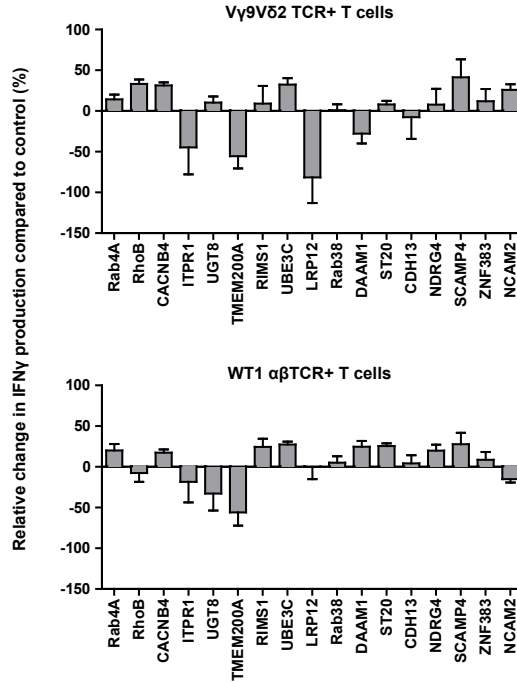 Relative change in IFNγ production compared to control (%)
Vγ9Vδ2 TCR+ T cells
100
50
0
-50
-100
-150
Rab4A
RhoB
CACNB4
ITPR1
UGT8
TMEM200A
RIMS1
UBE3C
LRP12
Rab38
DAAM1
ST20
CDH13
NDRG4
SCAMP4
ZNF383
NCAM2
WT1 αβTCR+ T cells
100
50
0
-50
-100
-150
Rab4A
RhoB
CACNB4
ITPR1
UGT8
TMEM200A
RIMS1
UBE3C
LRP12
Rab38
DAAM1
ST20
CDH13
NDRG4
SCAMP4
ZNF383
NCAM2